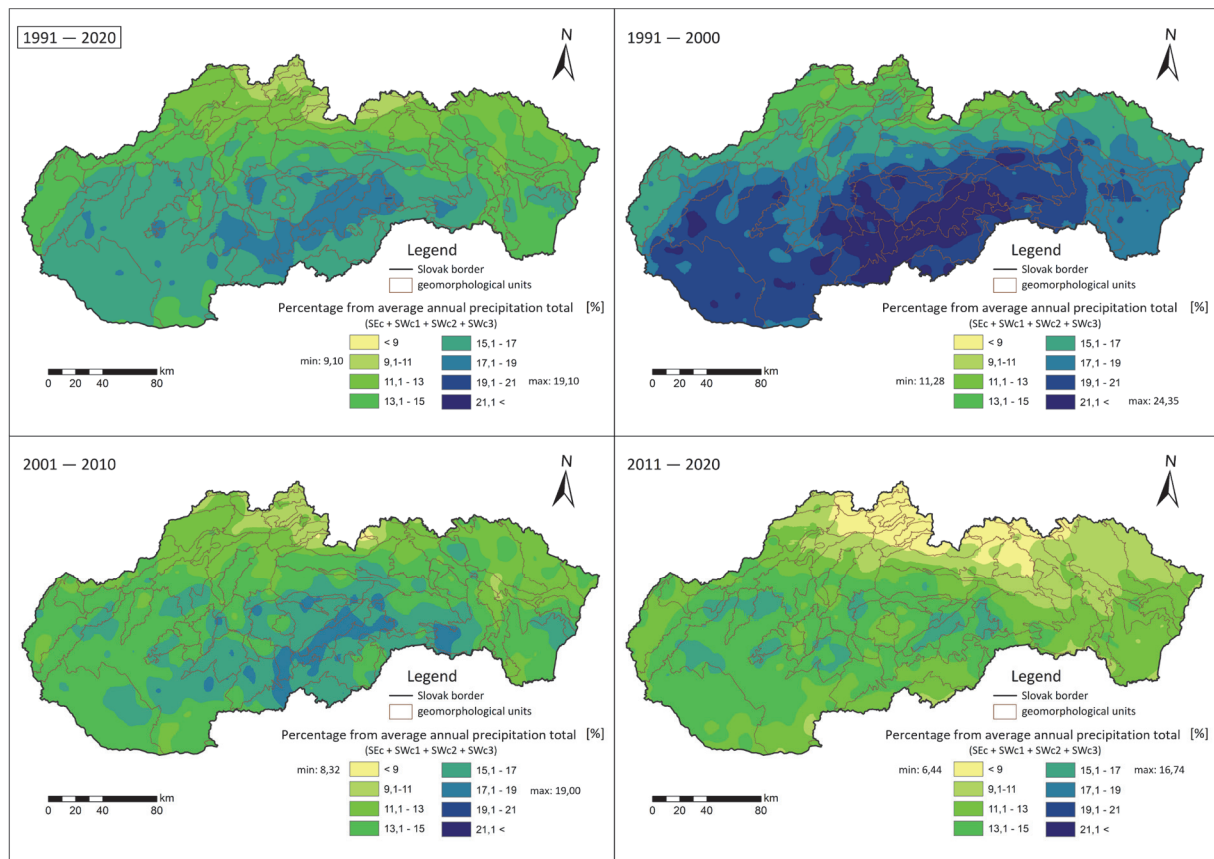 1991 — 2020
N
Legend
Slovak border
geomorphological units
Percentage from average annual precipitation total [%]
(SEc + SWc1 + SWc2 + SWc3)
< 9
15,1 - 17
min: 9,10
9,1-11
17,1 - 19
11,1 - 13
19,1 - 21
max: 19,10
13,1 - 15
21,1 <
km
0 20 40 80
1991 — 2000
N
Legend
Slovak border
geomorphological units
Percentage from average annual precipitation total [%]
(SEc + SWc1 + SWc2 + SWc3)
< 9
15,1 - 17
9,1-11
17,1 - 19
min: 11,28
11,1 - 13
19,1 - 21
13,1 - 15
21,1 <
max: 24,35
km
0 20 40 80
2001 — 2010
N
Legend
Slovak border
geomorphological units
Percentage from average annual precipitation total [%]
(SEc + SWc1 + SWc2 + SWc3)
min: 8,32
< 9
15,1 - 17
9,1-11
17,1 - 19
max: 19,00
11,1 - 13
19,1 - 21
13,1 - 15
21,1 <
km
0 20 40 80
2011 — 2020
N
Legend
Slovak border
geomorphological units
Percentage from average annual precipitation total [%]
(SEc + SWc1 + SWc2 + SWc3)
min: 6,44
< 9
15,1 - 17
max: 16,74
9,1-11
17,1 - 19
11,1 - 13
19,1 - 21
13,1 - 15
21,1 <
km
0 20 40 80